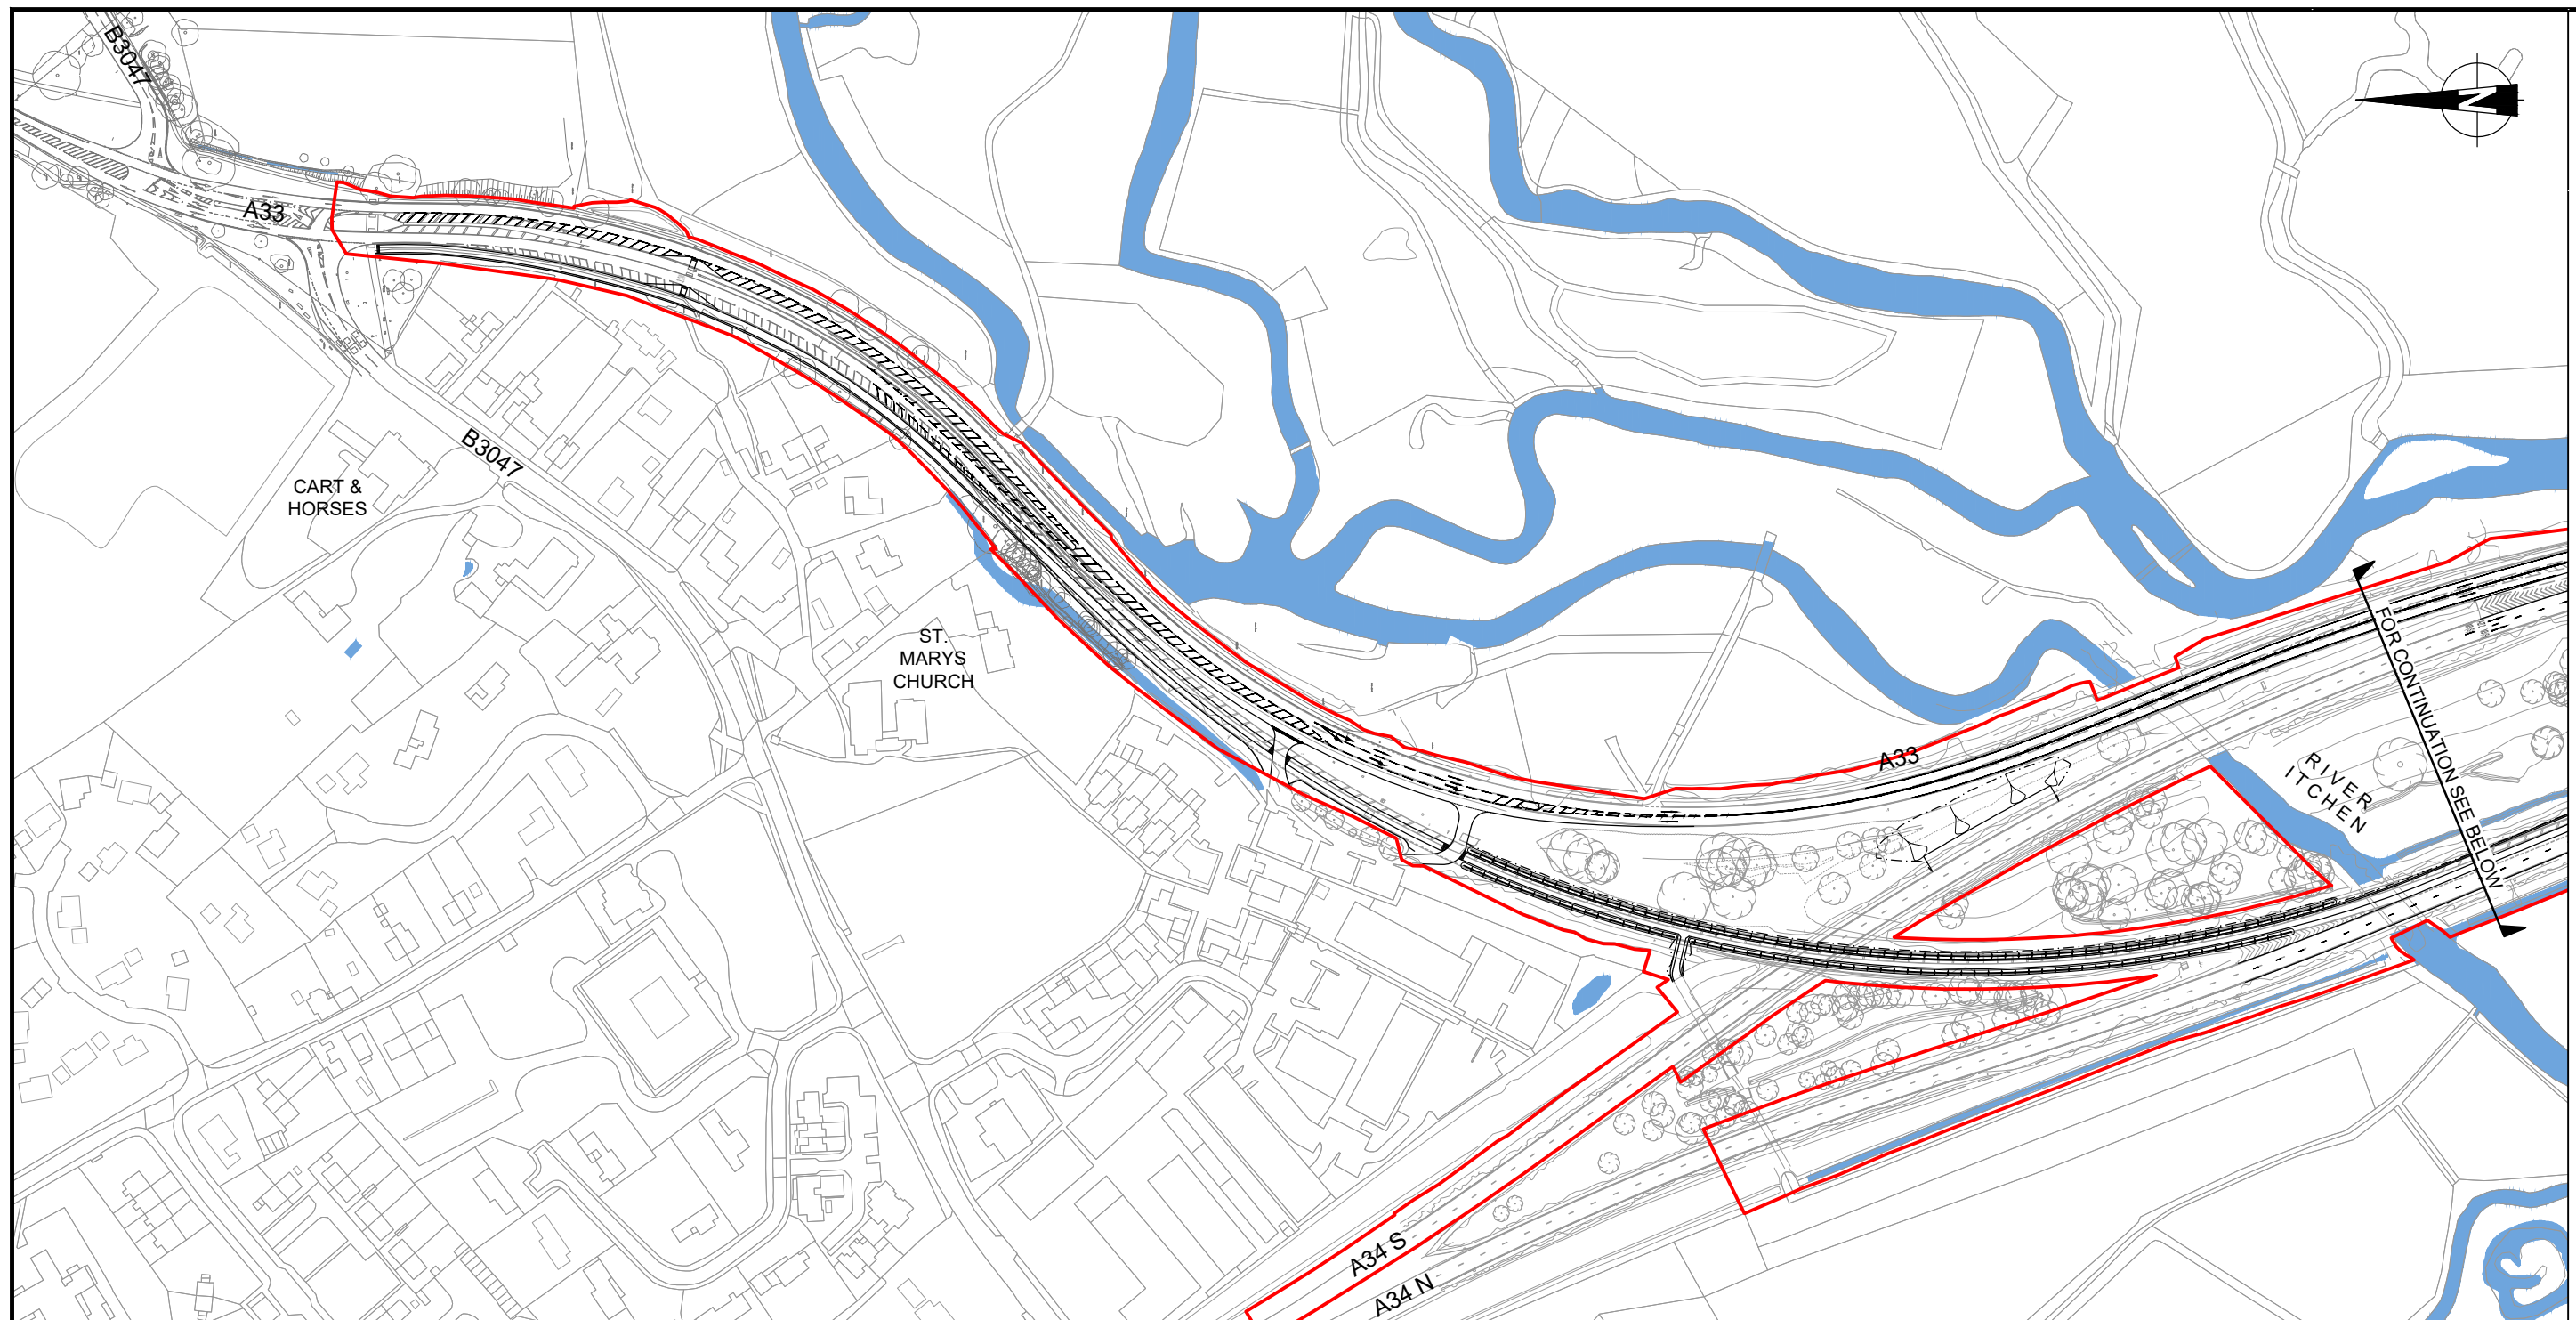 B3047
N
A33
B3047
CART &
HORSES
ST.
MARYS
CHURCH
FOR CONTINUATION SEE BELOW
A33
RIVER
ITCHEN
A34 S
A34 N